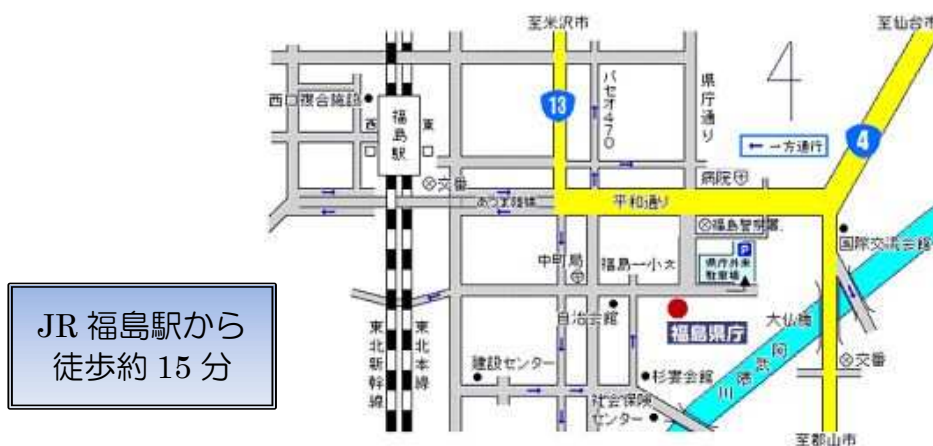 至米沢市
至仙台市
西口複合施設
福島駅
西口
東口
13
パセオ470
県庁通り
4
← 一方通行
交番
病院
あづま陸橋
平和通り
福島警察署
国際交流会館
中町局
福島一小
県庁外来
駐車場
P
JR 福島駅から
徒歩約 15 分
東北新幹線
東北本線
自治会館
福島県庁
大仏橋
阿武隈川
建設センター
杉妻会館
交番
社会保険
センター
至郡山市